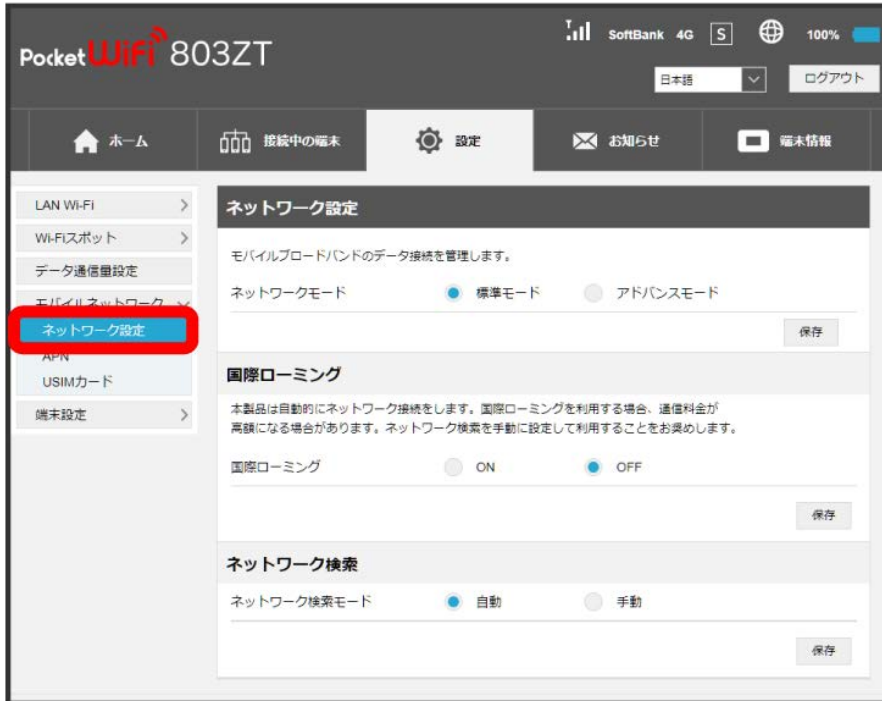 SoftBank 4G S 100%
Pocket WiFi 803ZT
日本語 ログアウト
ホーム 接続中の端末 設定 お知らせ 端末情報
LAN Wi-Fi
Wi-Fiスポット
データ通信量設定
モバイルネットワーク
ネットワーク設定
APN
USIMカード
端末設定
ネットワーク設定
モバイルブロードバンドのデータ接続を管理します。
ネットワークモード 標準モード アドバンスモード
保存
国際ローミング
本製品は自動的にネットワーク接続をします。国際ローミングを利用する場合、通信料金が
高額になる場合があります。ネットワーク検索を手動に設定して利用することをお奨めします。
国際ローミング ON OFF
保存
ネットワーク検索
ネットワーク検索モード 自動 手動
保存